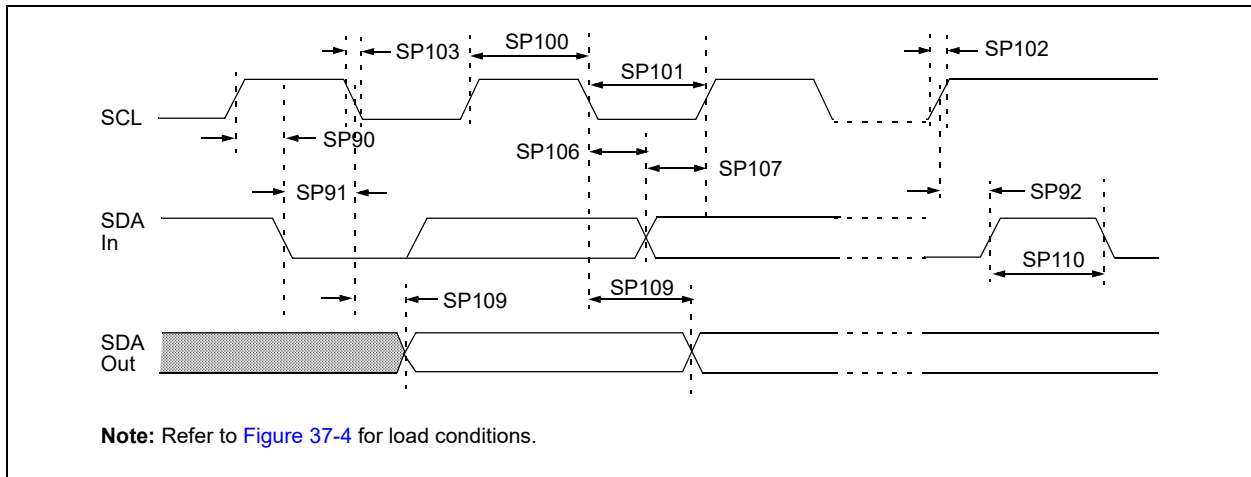 SP103
SP100
SP101
SP102
SCL
SP90
SP106
SP107
SP91
SP92
SDA
In
SP110
SP109
SP109
SDA
Out
Note: Refer to Figure 37-4 for load conditions.